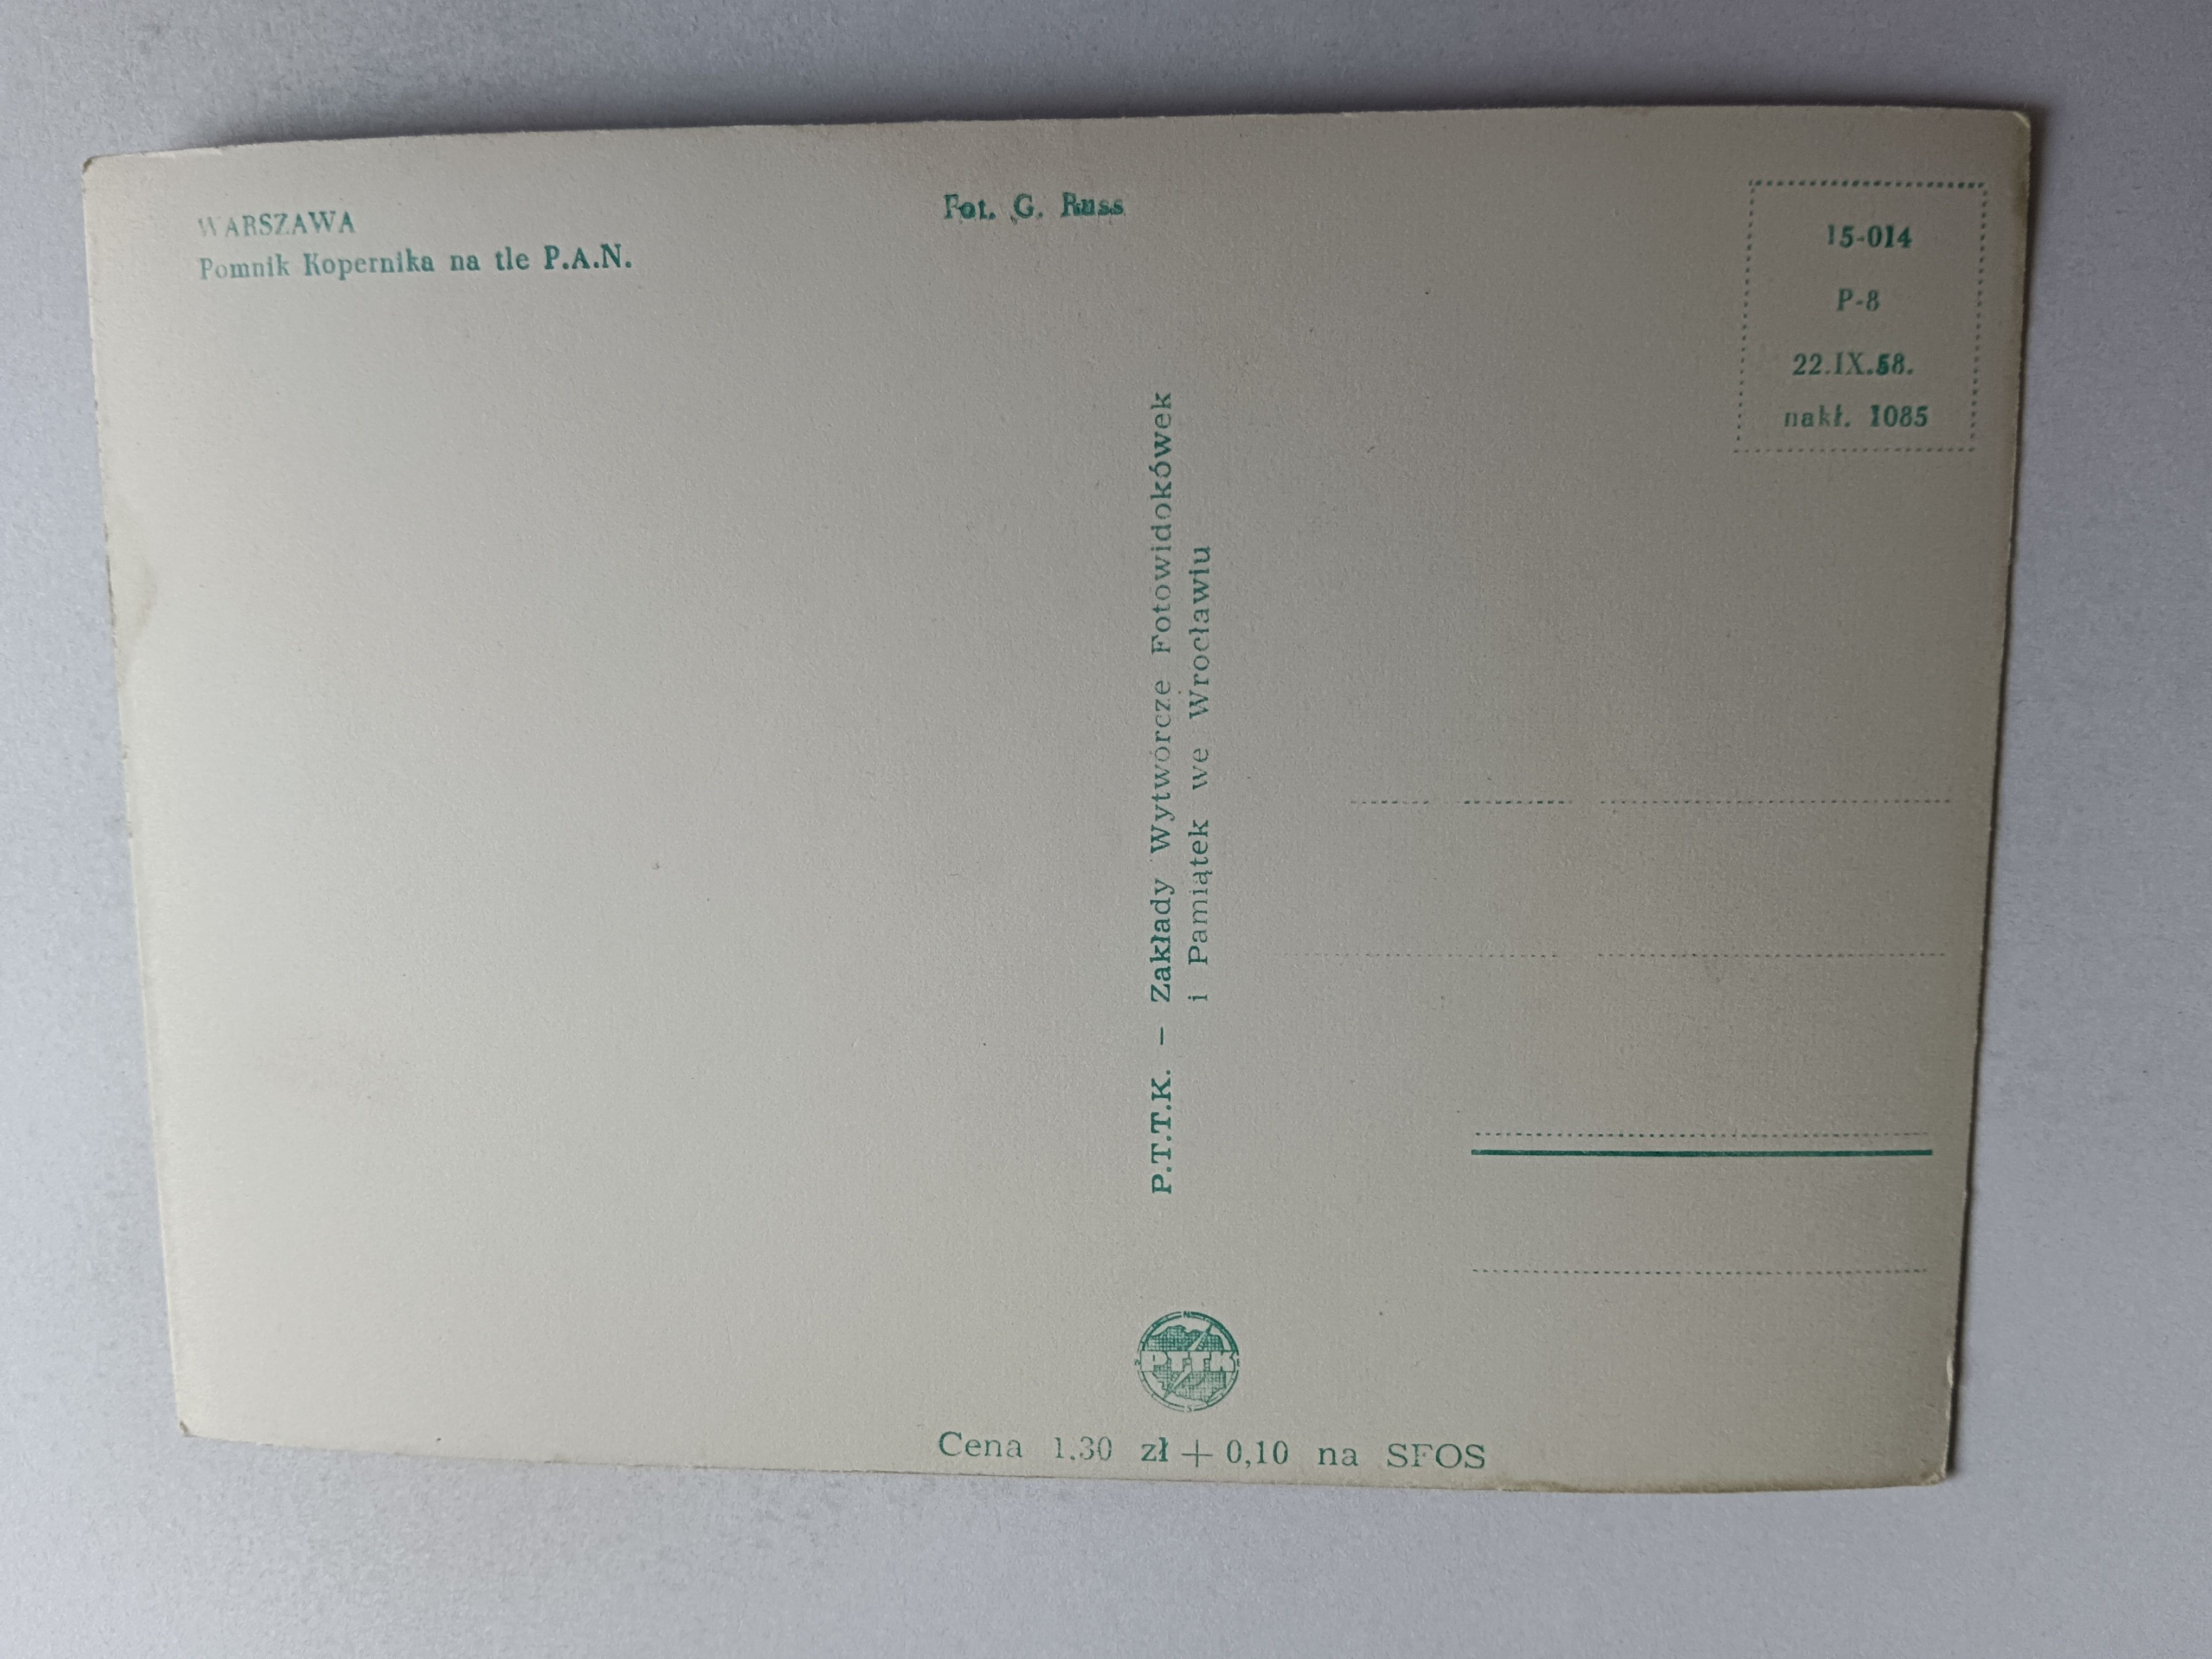 WARSZAWA
Pomnik Kopernika na tle P.A.N.
Fot. G. Russ
15-014
P-8
22.IX.58.
nakł. 1085
P.T.T.K. – Zakłady Wytwórcze Fotowidokówek
i Pamiątek we Wrocławiu
N
PTTK
S
Cena 1.30 zł + 0,10 na SFOS